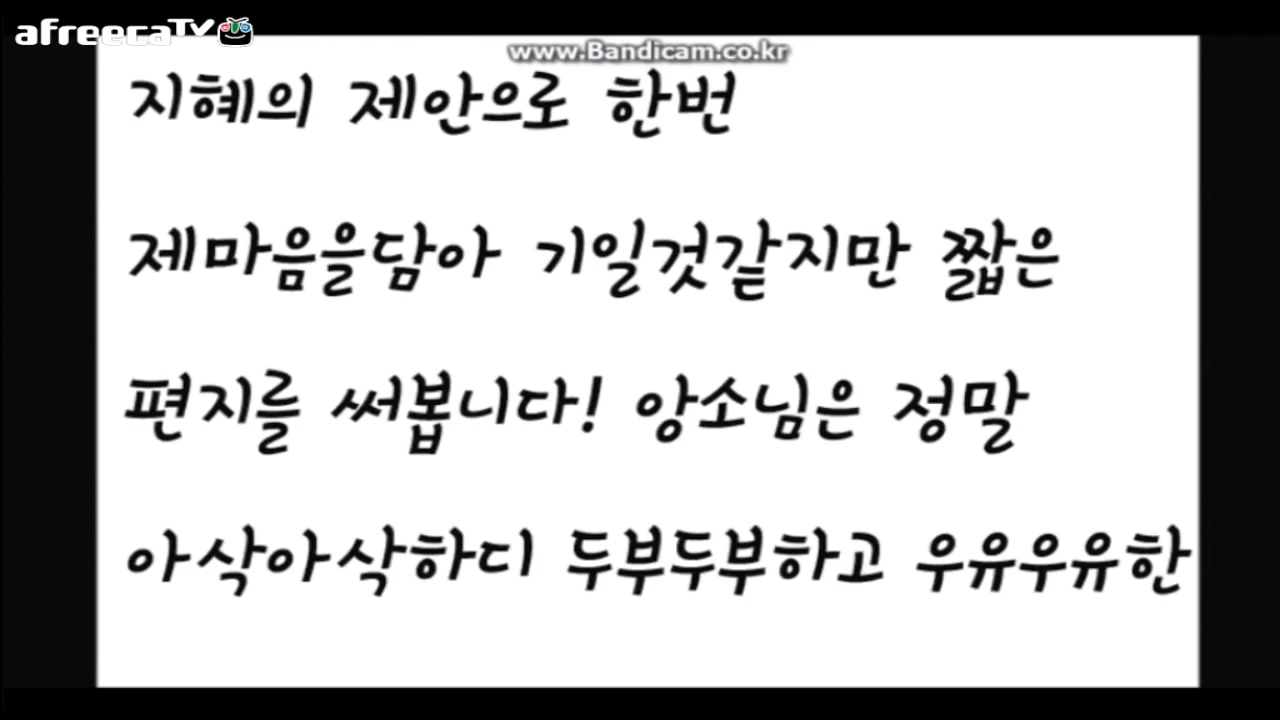 afreecaTV
www.Bandicam.co.kr
지혜의 제안으로 한번
제마음을담아 기일것같지만 짧은
편지를 써봅니다! 앙소님은 정말
아삭아삭하디 두부두부하고 우유우유한